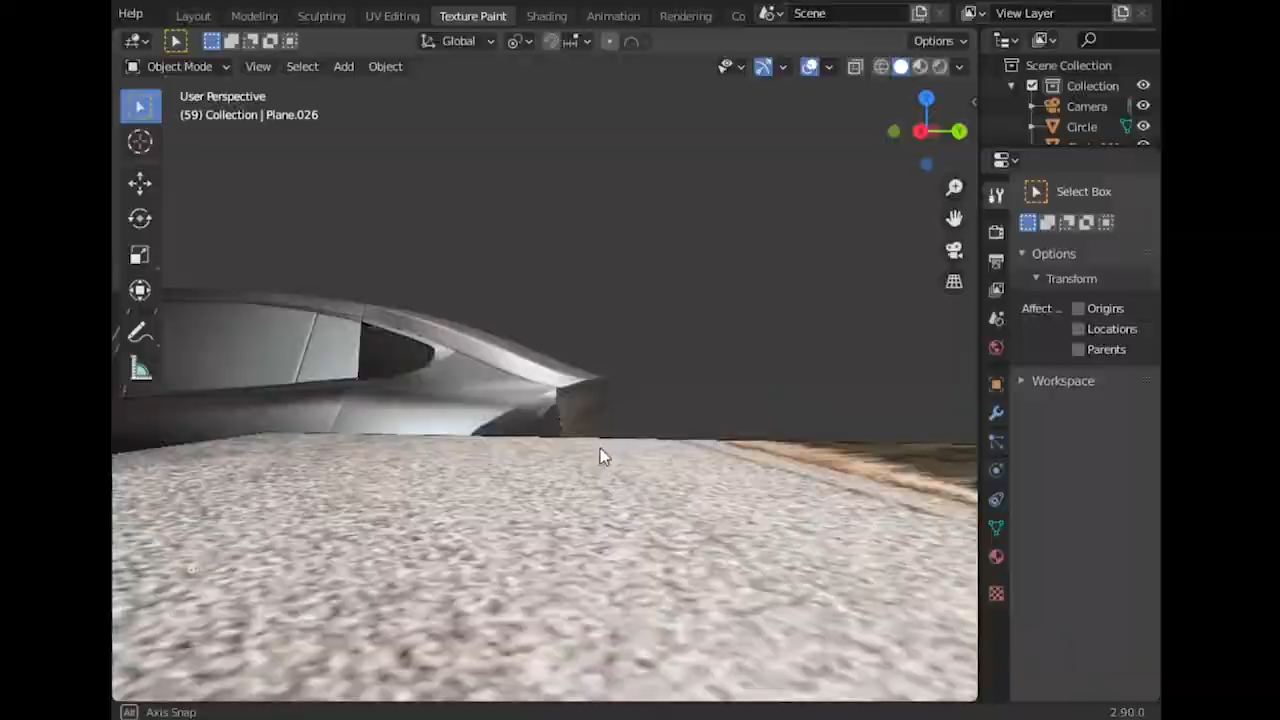 Help
Layout
Modeling
Sculpting
UV Editing
Texture Paint
Shading
Animation
Rendering
Co
Scene
View Layer
Global
Options
Object Mode
View
Select
Add
Object
User Perspective
(59) Collection | Plane.026
Scene Collection
Collection
Camera
Circle
Select Box
Options
Transform
Affect ..
Origins
Locations
Parents
Workspace
Alt Axis Snap
2.90.0